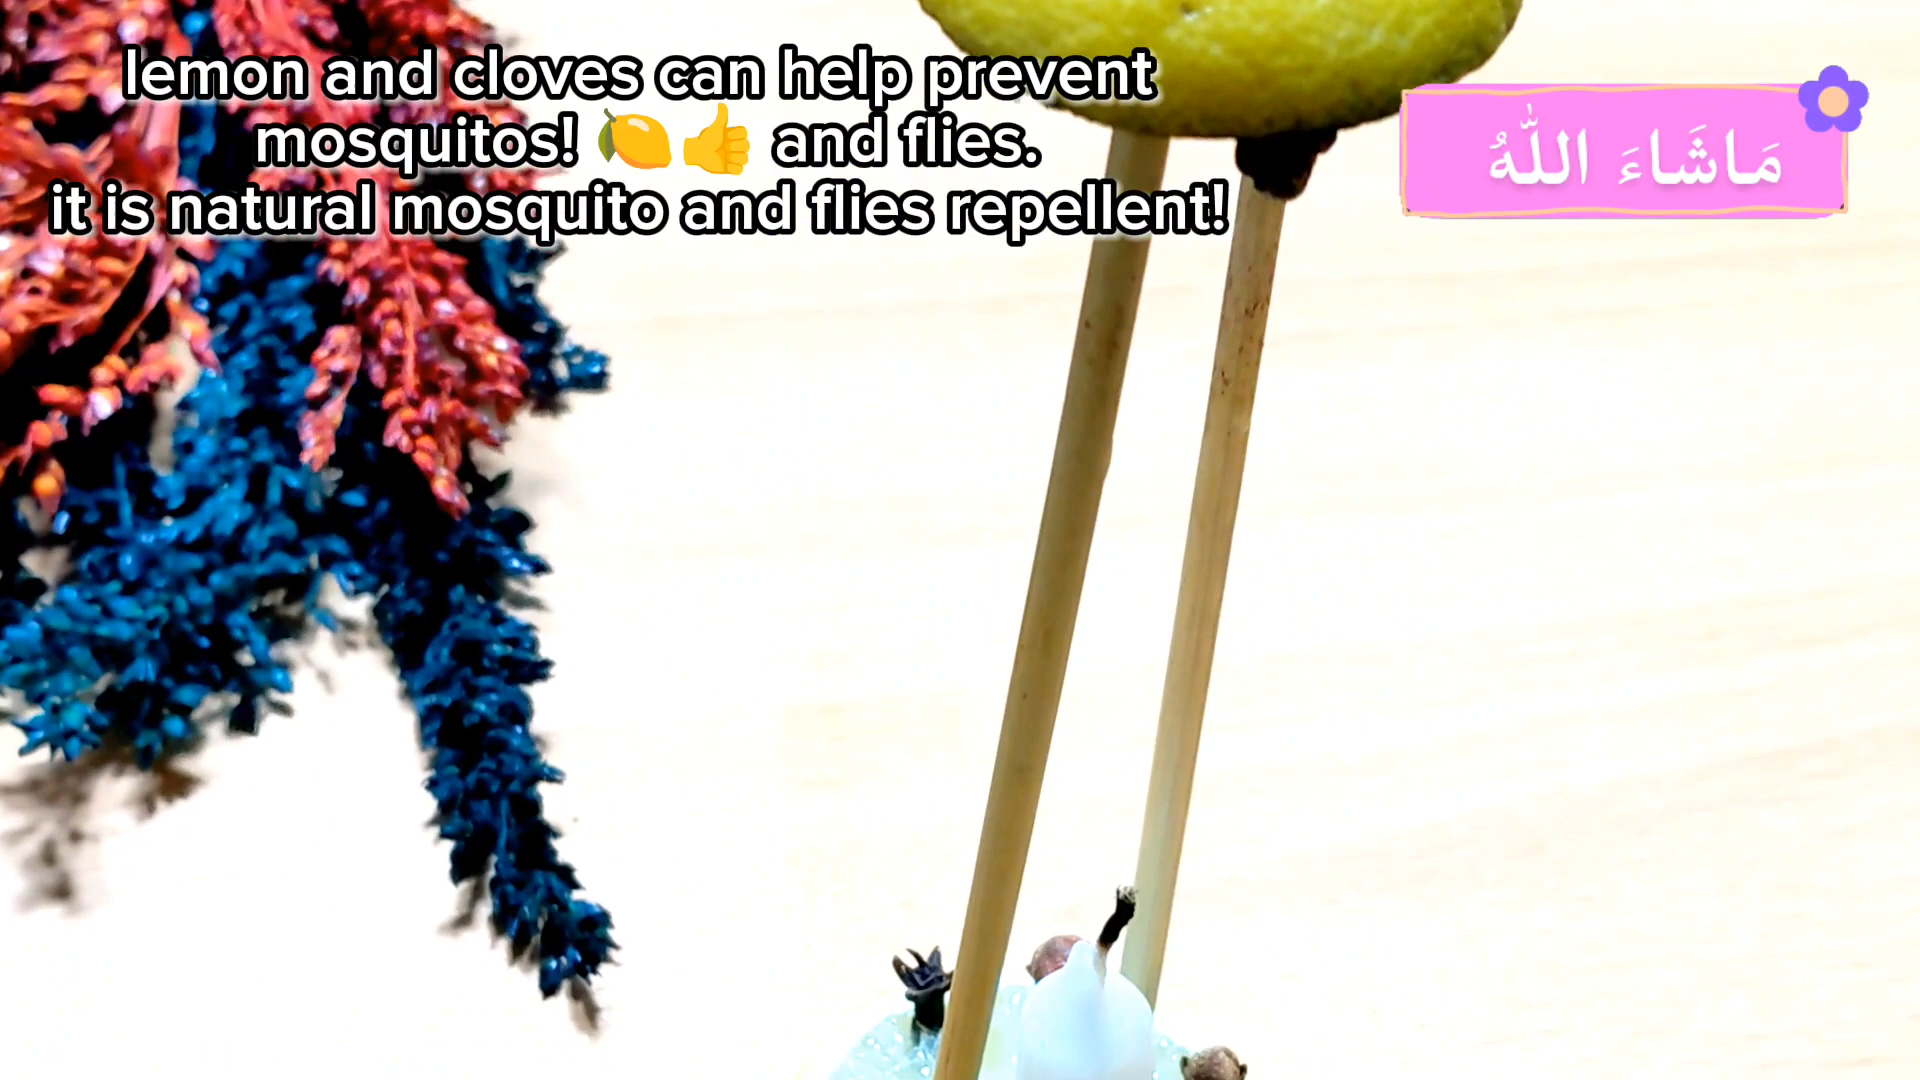 lemon and cloves can help prevent
mosquitos! 🍋👍 and flies.
it is natural mosquito and flies repellent!
مَاشَاءَ اللّٰهُ